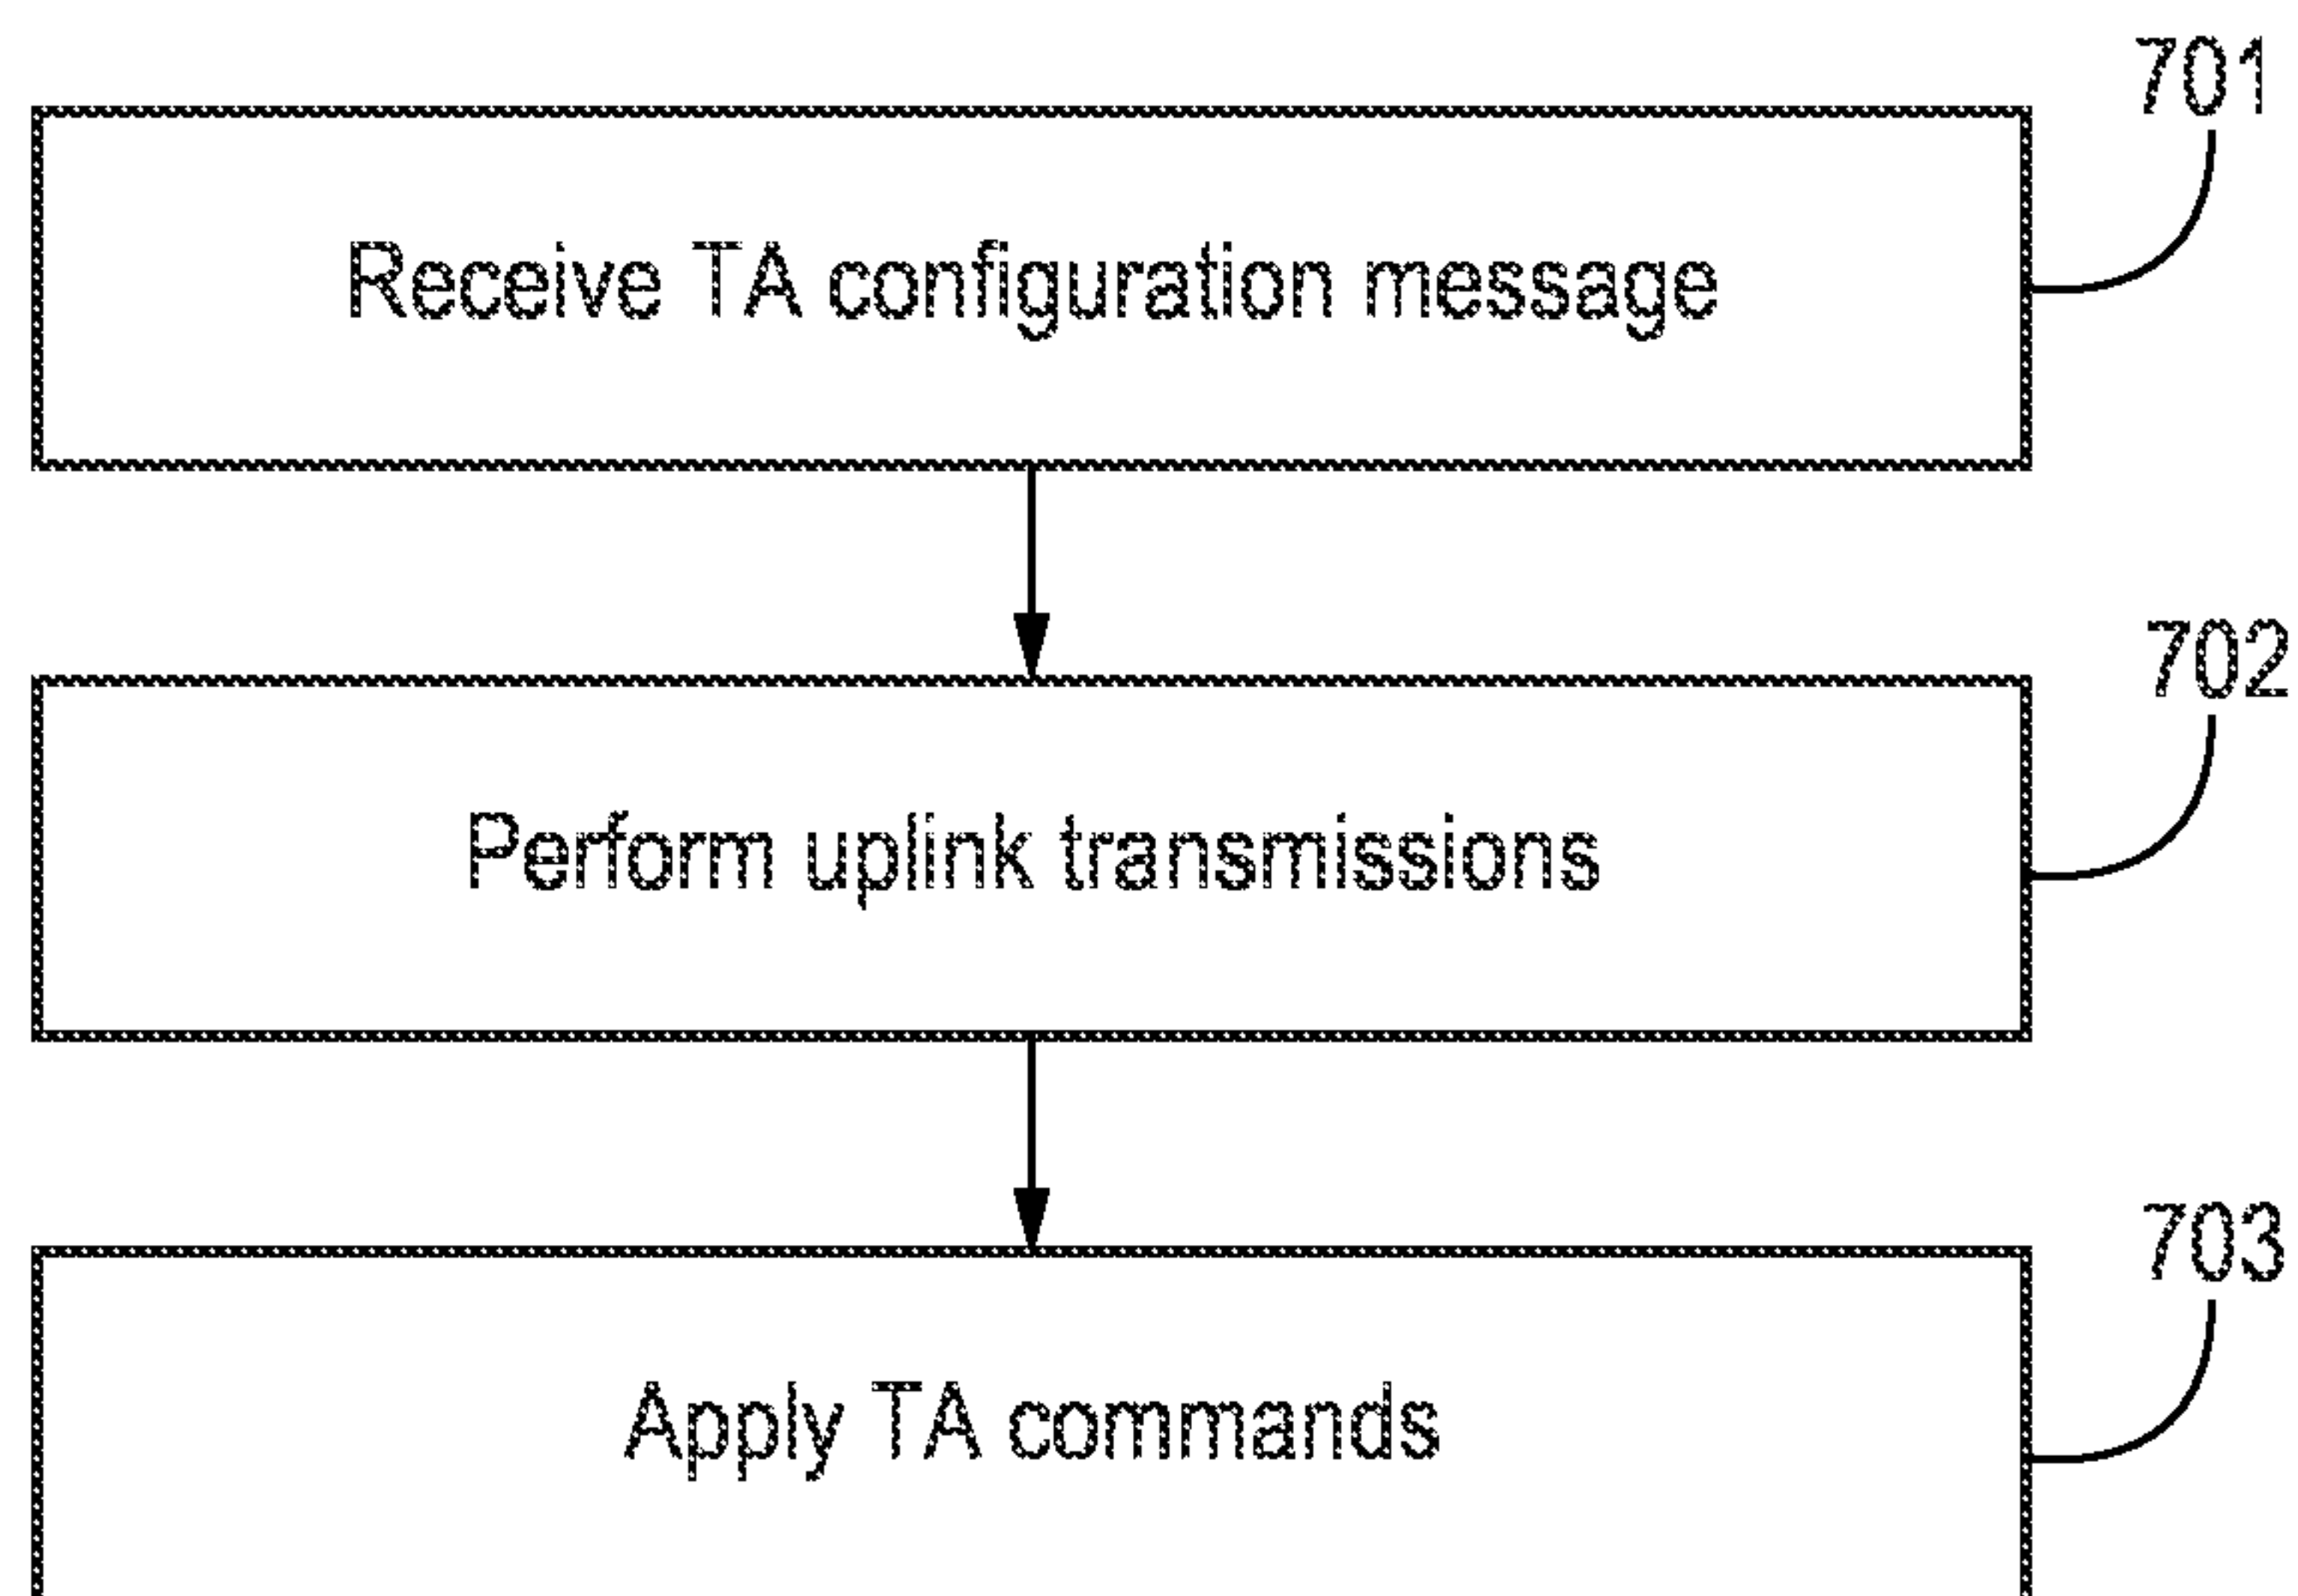 701
Receive TA configuration message
702
Perform uplink transmissions
703
Apply TA commands